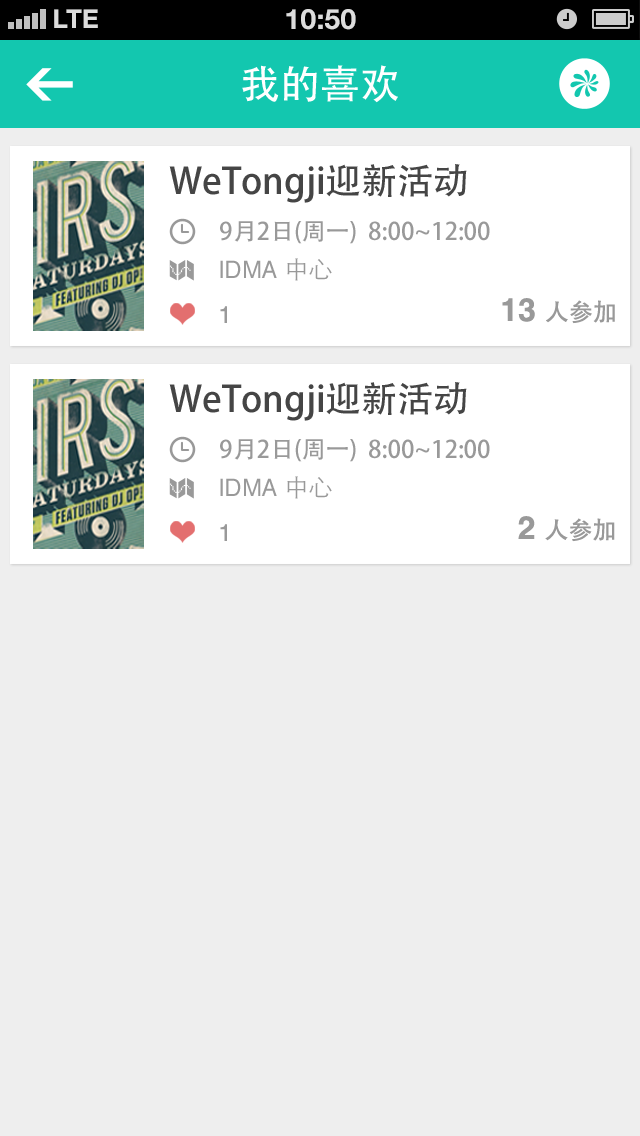 LTE 10:50
我的喜欢
IRS
ATURDAYS
FEATURING DJ OP!
WeTongji迎新活动
9月2日(周一) 8:00~12:00
IDMA 中心
1
13 人参加
IRS
ATURDAYS
FEATURING DJ OP!
WeTongji迎新活动
9月2日(周一) 8:00~12:00
IDMA 中心
1
2 人参加